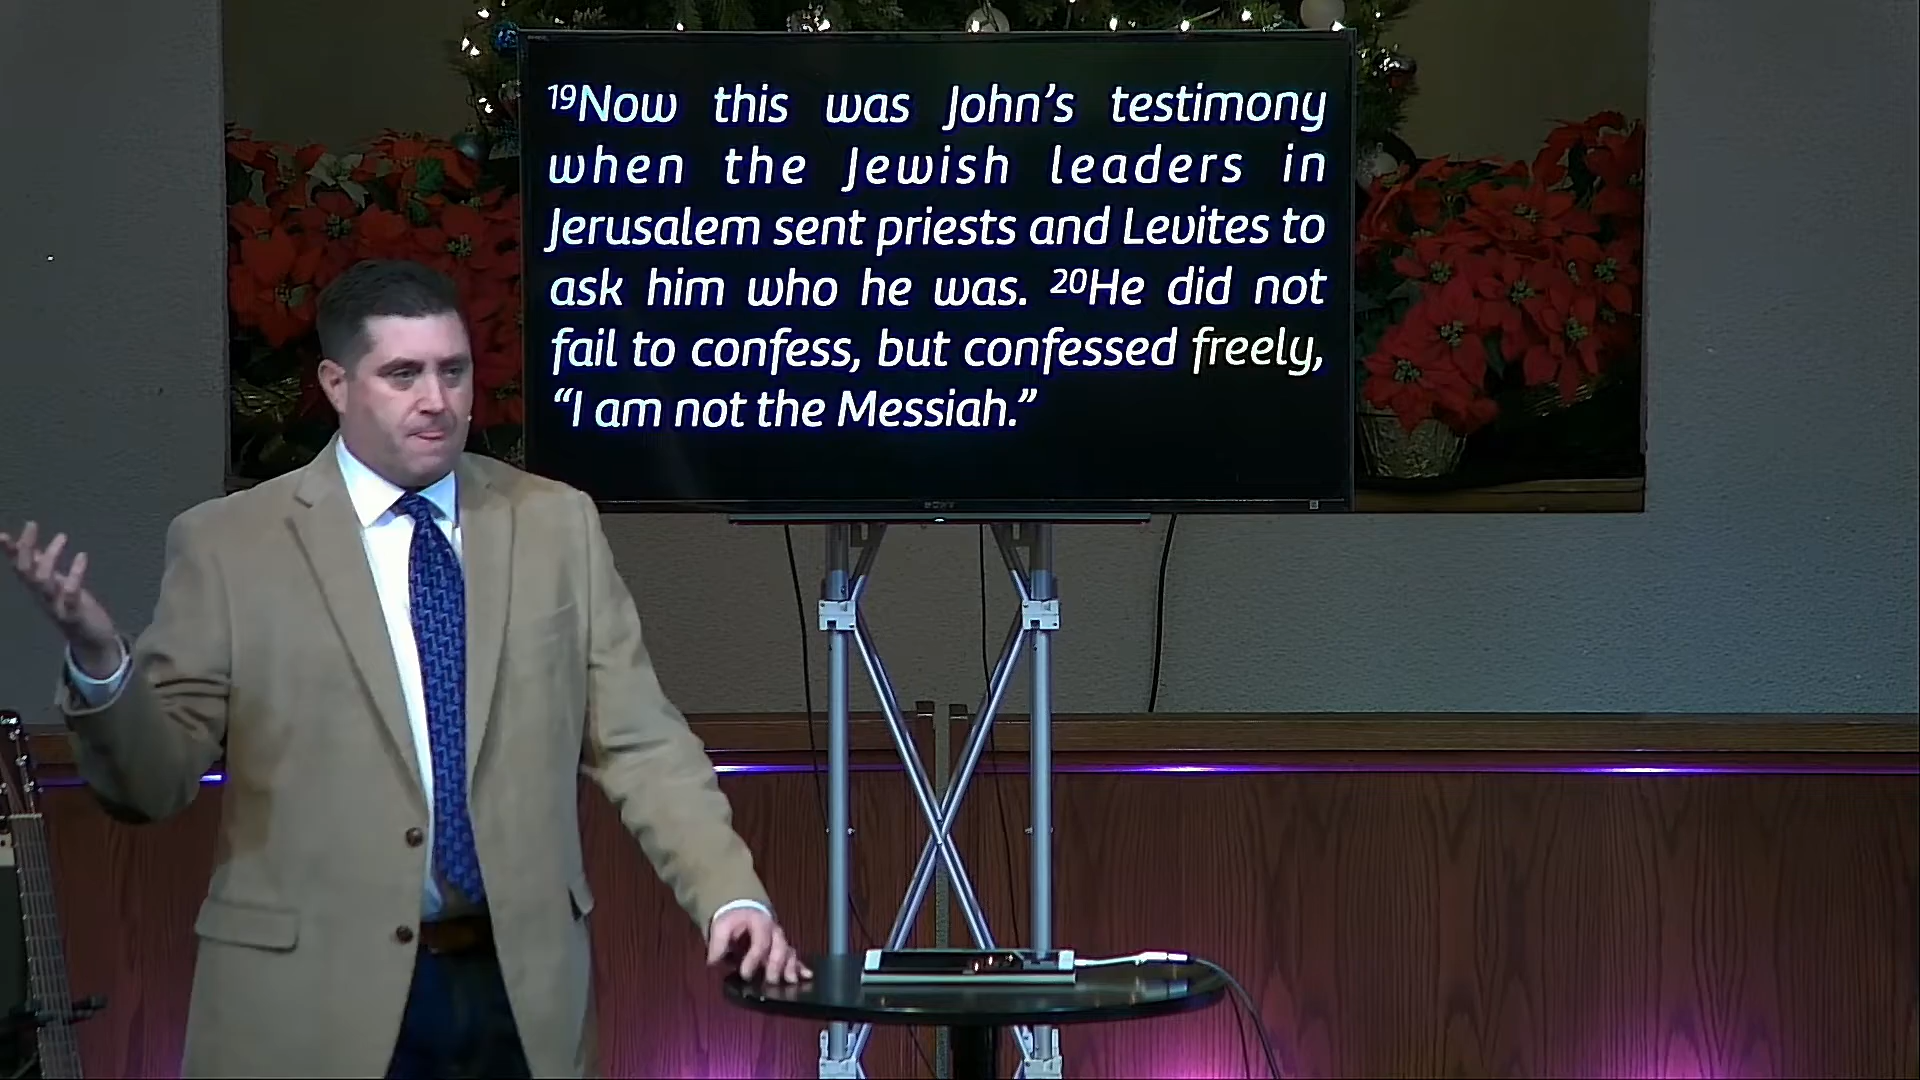 ¹⁹Now this was John’s testimony
when the Jewish leaders in
Jerusalem sent priests and Levites to
ask him who he was. ²⁰He did not
fail to confess, but confessed freely,
“I am not the Messiah.”
SONY